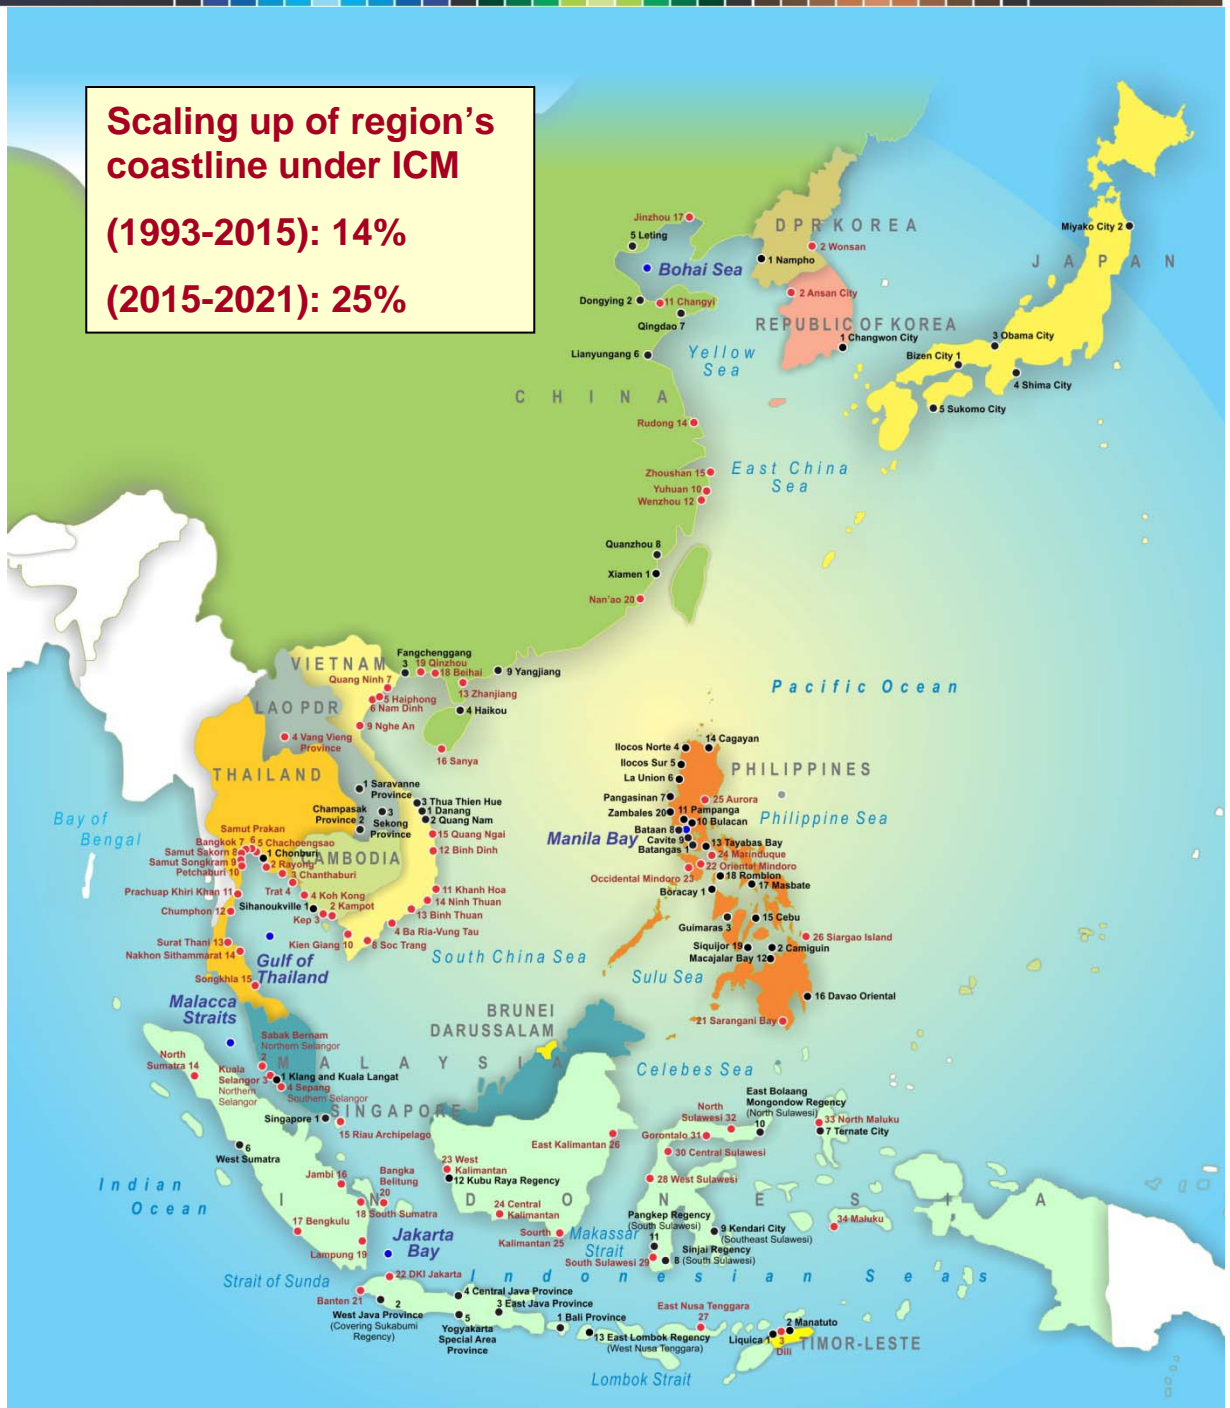 Scaling up of region's
coastline under ICM
(1993-2015): 14%
(2015-2021): 25%
Jinzhou 17
5 Leting
Bohai Sea
DPR KOREA
2 Wonsan
1 Nampho
Miyako City 2
JAPAN
Dongying 2
11 Changyi
Qingdao 7
2 Ansan City
REPUBLIC OF KOREA
1 Changwon City
3 Obama City
Bizen City 1
Lianyungang 6
Yellow
Sea
4 Shima City
CHINA
5 Sukomo City
Rudong 14
East China
Sea
Zhoushan 15
Yuhuan 10
Wenzhou 12
Quanzhou 8
Xiamen 1
Nan'ao 20
Fangchenggang
3
19 Qinzhou
18 Beihai
9 Yangjiang
VIETNAM
Quang Ninh 7
13 Zhanjiang
Pacific Ocean
5 Haiphong
6 Nam Dinh
LAO PDR
4 Haikou
9 Nghe An
4 Vang Vieng
Province
16 Sanya
Ilocos Norte 4
14 Cagayan
Ilocos Sur 5
La Union 6
PHILIPPINES
THAILAND
1 Saravanne
Province
Pangasinan 7
25 Aurora
Zambales 20
11 Pampanga
10 Bulacan
Philippine Sea
Champasak
Province 2
3
Sekong
Province
3 Thua Thien Hue
1 Danang
2 Quang Nam
Bay of
Bengal
Manila Bay
Bataan 8
Cavite 9
Batangas 1
13 Tayabas Bay
24 Marinduque
22 Oriental Mindoro
Occidental Mindoro 23
Samut Prakan
6
Bangkok 7
5 Chachoengsao
Samut Sakorn 8
1 Chonburi
Samut Songkram 9
2 Rayong
Petchaburi 10
3 Chanthaburi
CAMBODIA
15 Quang Ngai
12 Binh Dinh
Prachuap Khiri Khan 11
Trat 4
4 Koh Kong
11 Khanh Hoa
18 Romblon
17 Masbate
Boracay 1
Chumphon 12
Sihanoukville 1
2 Kampot
Kep 3
14 Ninh Thuan
13 Binh Thuan
4 Ba Ria-Vung Tau
Guimaras 3
15 Cebu
Surat Thani 13
Nakhon Sithammarat 14
Kien Giang 10
8 Soc Trang
26 Siargao Island
Siquijor 19
2 Camiguin
Macajalar Bay 12
Gulf of
Thailand
South China Sea
Sulu Sea
Songkhla 15
16 Davao Oriental
Malacca
Straits
BRUNEI
DARUSSALAM
21 Sarangani Bay
Sabak Bernam
Northern Selangor
2
North
Sumatra 14
Kuala
Selangor 3
Northern
Selangor
MALAYSIA
1 Klang and Kuala Langat
4 Sepang
Southern Selangor
Celebes Sea
SINGAPORE
Singapore 1
15 Riau Archipelago
East Bolaang
Mongondow Regency
(North Sulawesi)
10
North
Sulawesi 32
33 North Maluku
7 Ternate City
Gorontalo 31
East Kalimantan 26
30 Central Sulawesi
6
West Sumatra
23 West
Kalimantan
12 Kubu Raya Regency
28 West Sulawesi
Indian
Ocean
Jambi 16
Bangka
Belitung
20
INDONESIA
18 South Sumatra
24 Central
Kalimantan
Pangkep Regency
(South Sulawesi)
11
17 Bengkulu
Lampung 19
Jakarta
Bay
Sourth
Kalimantan 25
Makassar
Strait
9 Kendari City
(Southeast Sulawesi)
34 Maluku
Sinjai Regency
8 (South Sulawesi)
South Sulawesi 29
Strait of Sunda
22 DKI Jakarta
Indonesian Seas
Banten 21
2
West Java Province
(Covering Sukabumi
Regency)
4 Central Java Province
3 East Java Province
5
Yogyakarta
Special Area
Province
1 Bali Province
13 East Lombok Regency
(West Nusa Tenggara)
East Nusa Tenggara
27
2 Manatuto
Liquica 1
3
Dili
TIMOR-LESTE
Lombok Strait